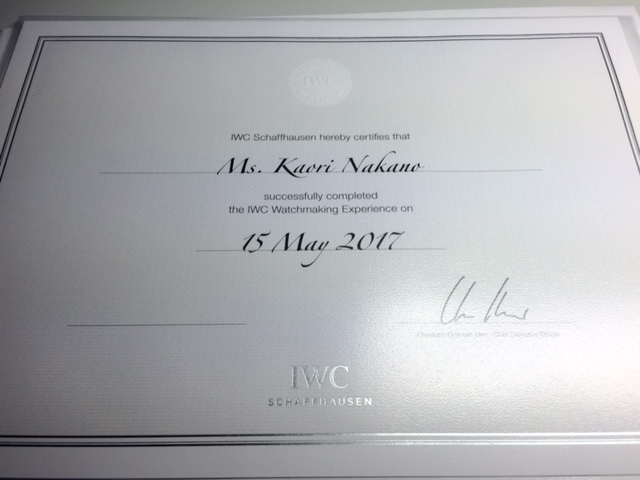 IWC
IWC Schaffhausen hereby certifies that
Ms. Kaori Nakano
successfully completed
the IWC Watchmaking Experience on
15 May 2017
IWC
SCHAFFHAUSEN